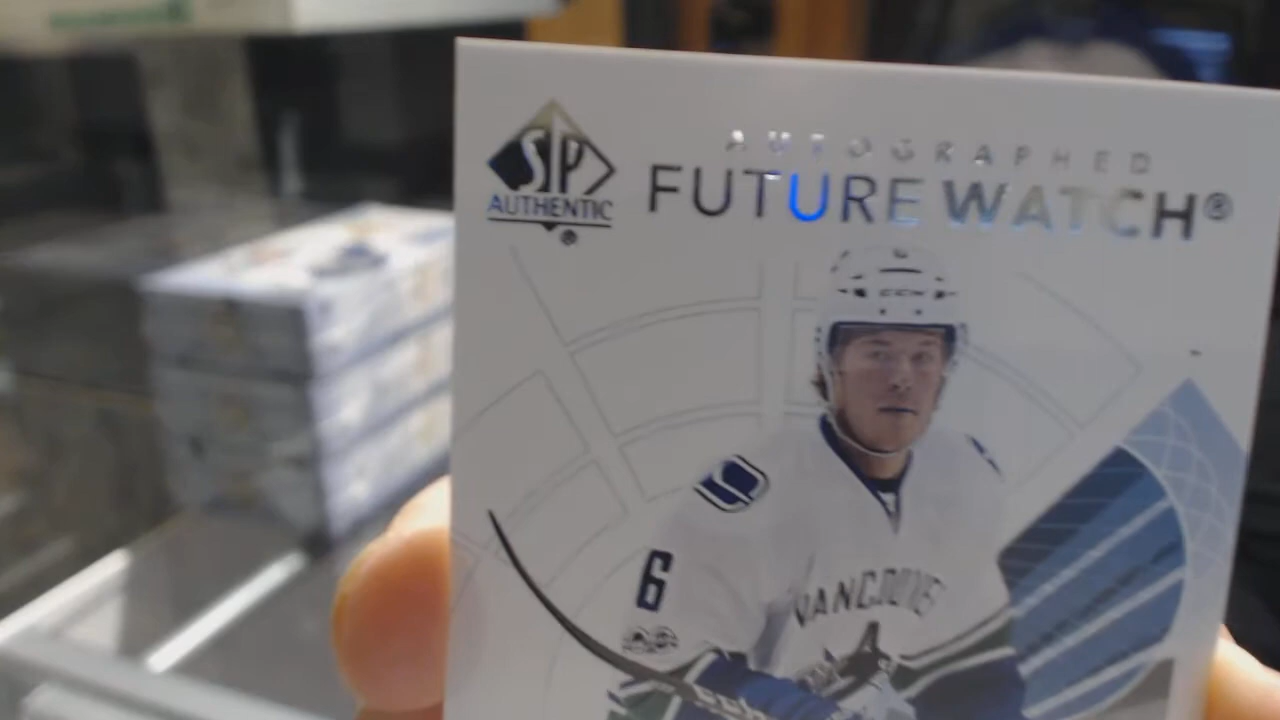 AUTOGRAPHED
SP
AUTHENTIC
®
FUTURE WATCH®
6
VANCOUVE